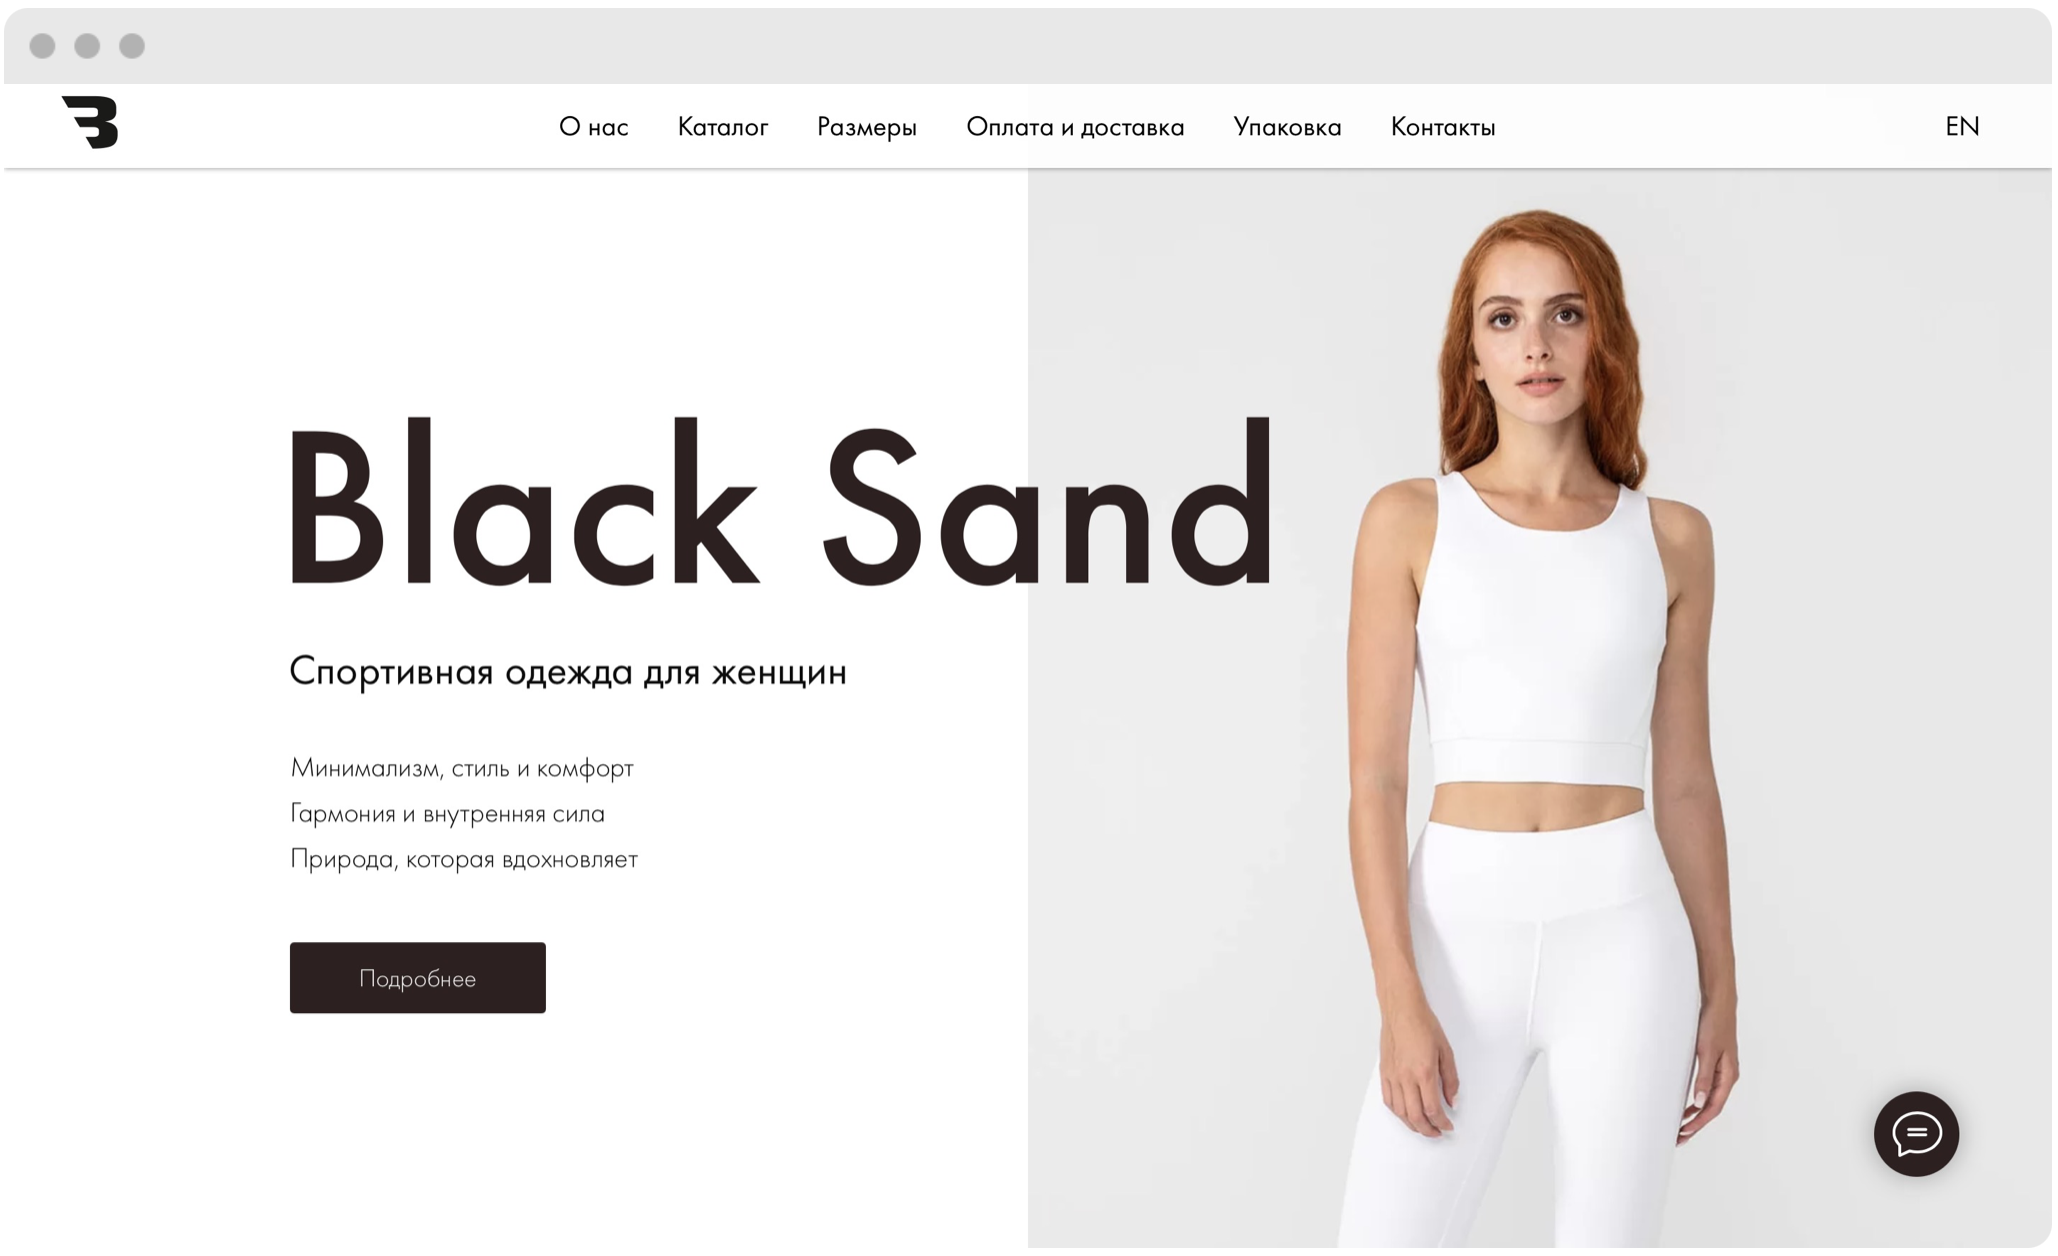 О нас Каталог Размеры Оплата и доставка Упаковка Контакты EN
Black Sand
Спортивная одежда для женщин
Минимализм, стиль и комфорт
Гармония и внутренняя сила
Природа, которая вдохновляет
Подробнее